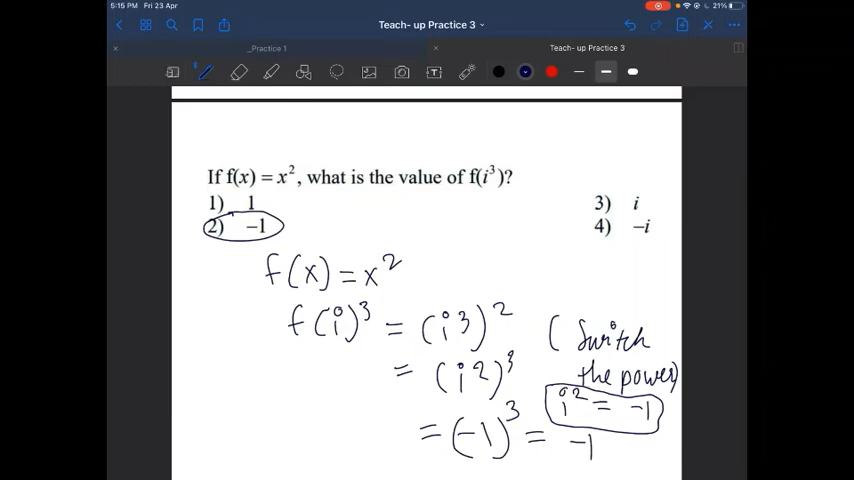 5:15 PM Fri 23 Apr
21%
Teach- up Practice 3
_Practice 1
Teach- up Practice 3
If f(x) = x², what is the value of f(i³)?
1) 1
3) i
2) −1
4) −i
f(x) = x²
f(i)³ = (i³)² (Switch
= (i²)³ the power)
i² = −1
= (−1)³ = −1